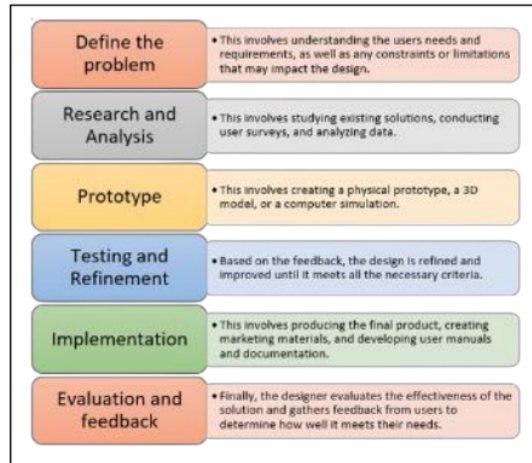 Define the
problem
• This involves understanding the users needs and
requirements, as well as any constraints or limitations
that may impact the design.
Research and
Analysis
• This involves studying existing solutions, conducting
user surveys, and analyzing data.
Prototype
• This involves creating a physical prototype, a 3D
model, or a computer simulation.
Testing and
Refinement
• Based on the feedback, the design is refined and
improved until it meets all the necessary criteria.
Implementation
• This involves producing the final product, creating
marketing materials, and developing user manuals
and documentation.
Evaluation and
feedback
• Finally, the designer evaluates the effectiveness of the
solution and gathers feedback from users to
determine how well it meets their needs.